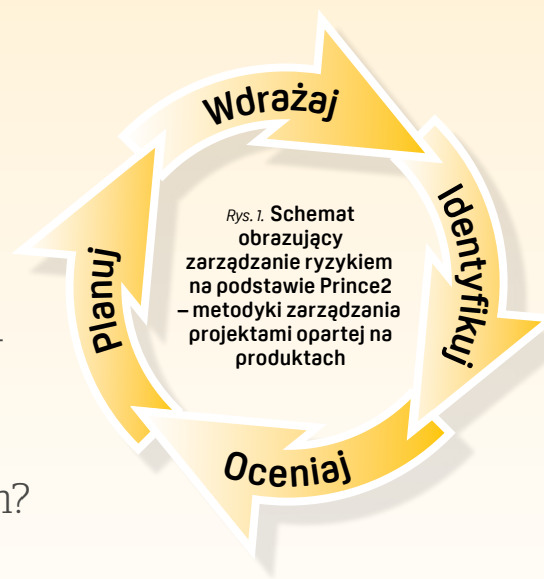 Wdrażaj
Identyfikuj
Oceniaj
Planuj
Rys. 1. Schemat
obrazujący
zarządzanie ryzykiem
na podstawie Prince2
– metodyki zarządzania
projektami opartej na
produktach